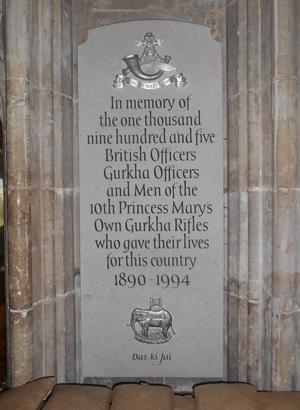 In memory of
the one thousand
nine hundred and five
British Officers
Gurkha Officers
and Men of the
10th Princess Mary's
Own Gurkha Rifles
who gave their lives
for this country
1890-1994
Das ki Jai